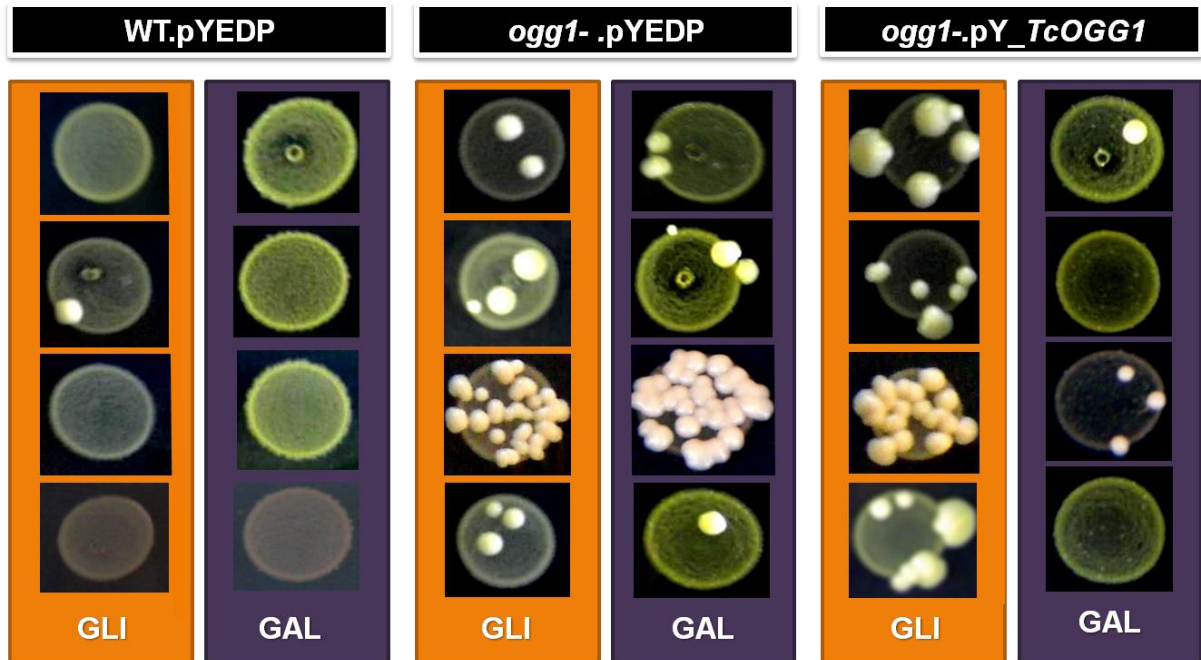 WT.pYEDP
ogg1- .pYEDP
ogg1-.pY_TcOGG1
GLI
GAL
GLI
GAL
GLI
GAL